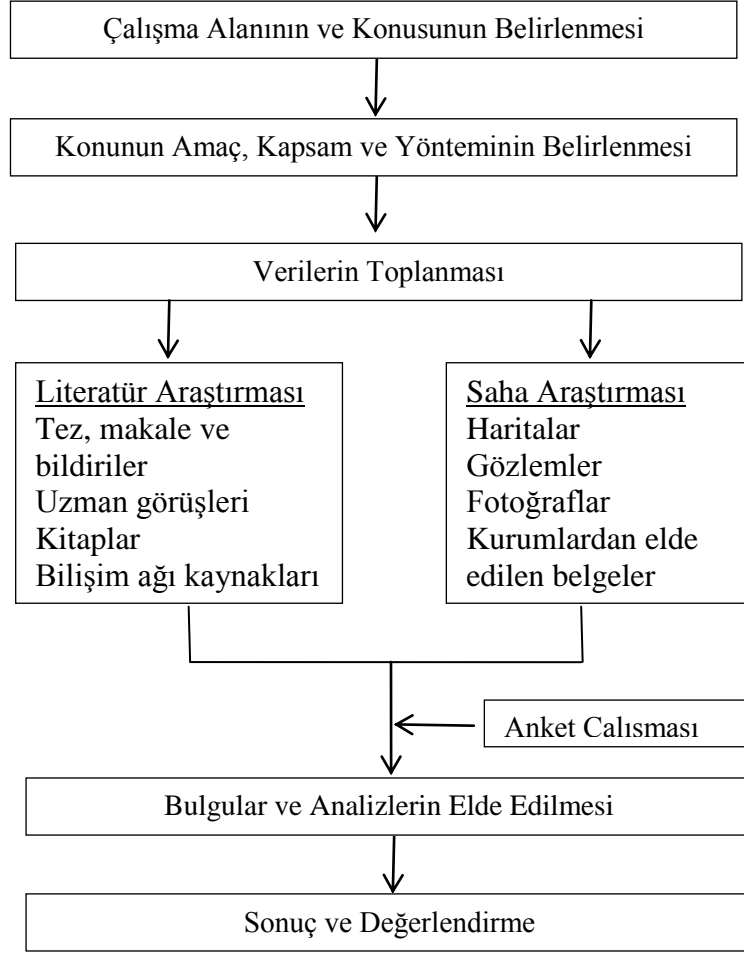 Çalışma Alanının ve Konusunun Belirlenmesi
Konunun Amaç, Kapsam ve Yönteminin Belirlenmesi
Verilerin Toplanması
Literatür Araştırması
Tez, makale ve
bildiriler
Uzman görüşleri
Kitaplar
Bilişim ağı kaynakları
Saha Araştırması
Haritalar
Gözlemler
Fotoğraflar
Kurumlardan elde
edilen belgeler
Anket Calısması
Bulgular ve Analizlerin Elde Edilmesi
Sonuç ve Değerlendirme